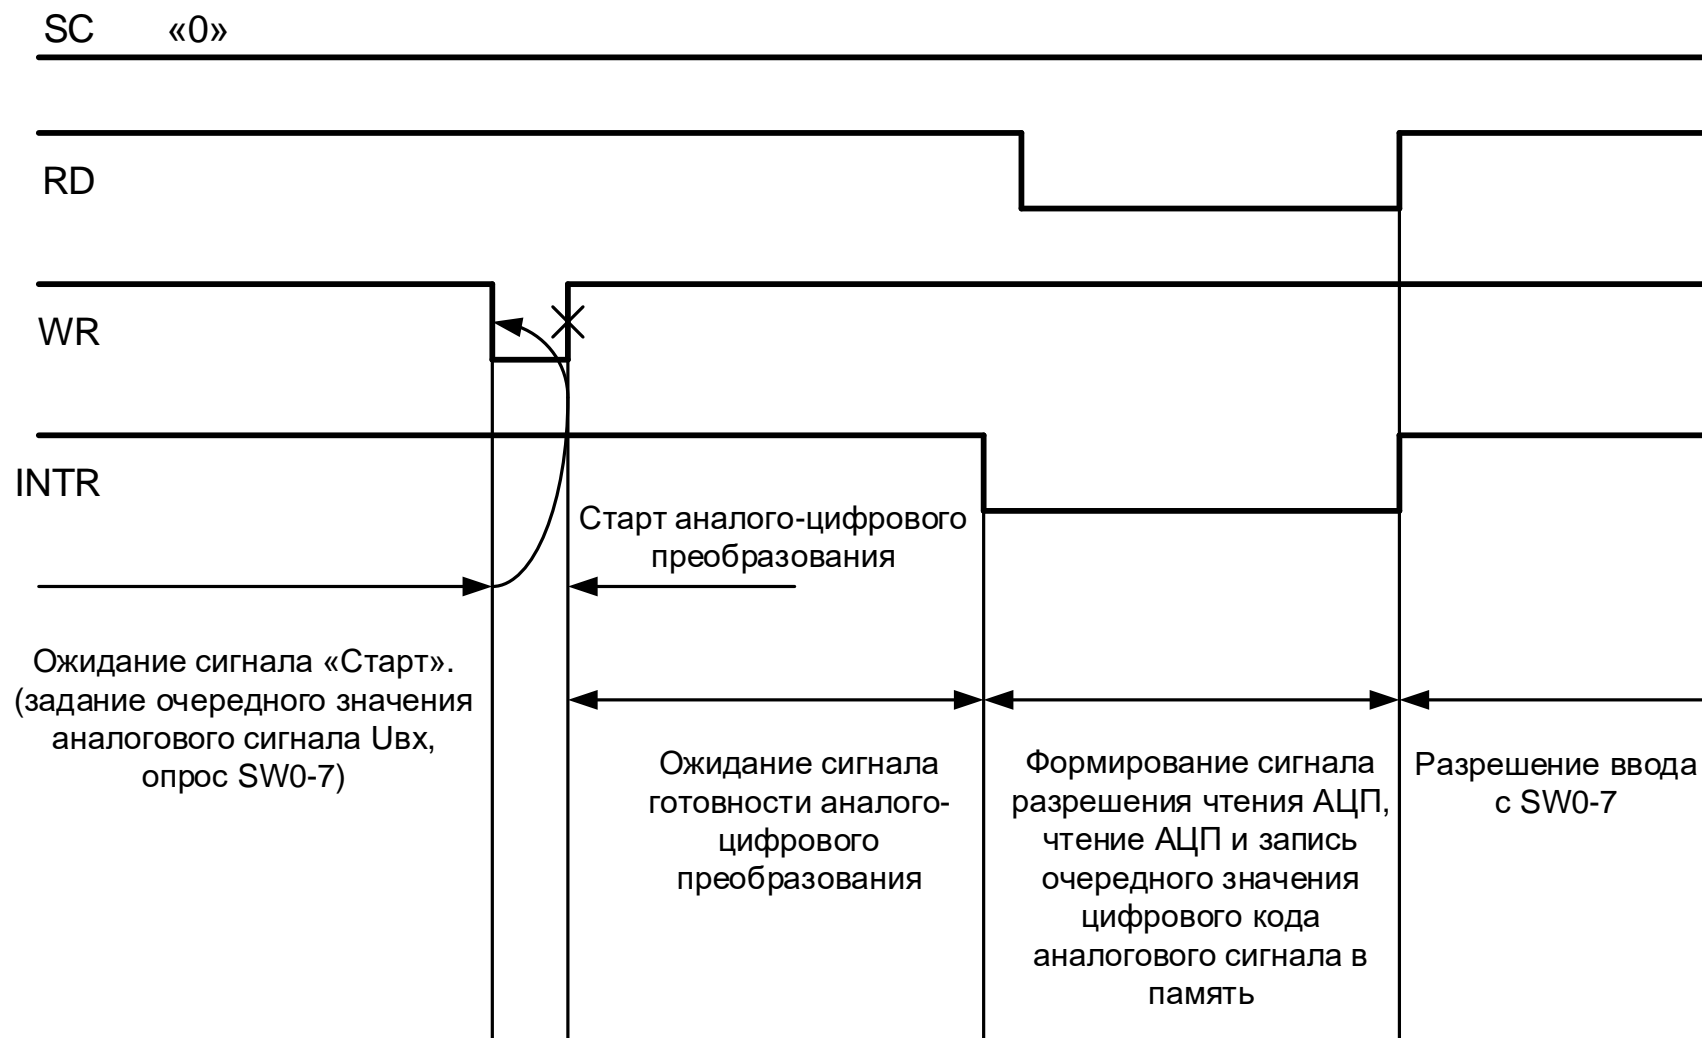 SC «0»
RD
WR
INTR
Старт аналого-цифрового
преобразования
Ожидание сигнала «Старт».
(задание очередного значения
аналогового сигнала Uвх,
опрос SW0-7)
Ожидание сигнала
готовности аналого-
цифрового
преобразования
Формирование сигнала
разрешения чтения АЦП,
чтение АЦП и запись
очередного значения
цифрового кода
аналогового сигнала в
память
Разрешение ввода
с SW0-7